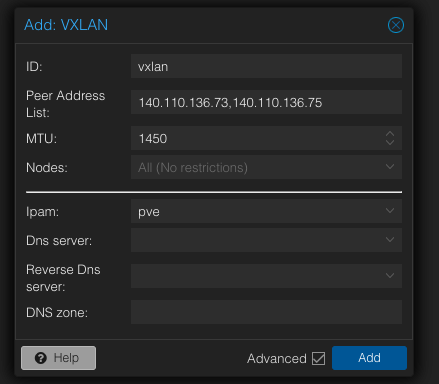 Add: VXLAN
ID: vxlan
Peer Address
List: 140.110.136.73,140.110.136.75
MTU: 1450
Nodes: All (No restrictions)
Ipam: pve
Dns server:
Reverse Dns
server:
DNS zone:
Help Advanced Add